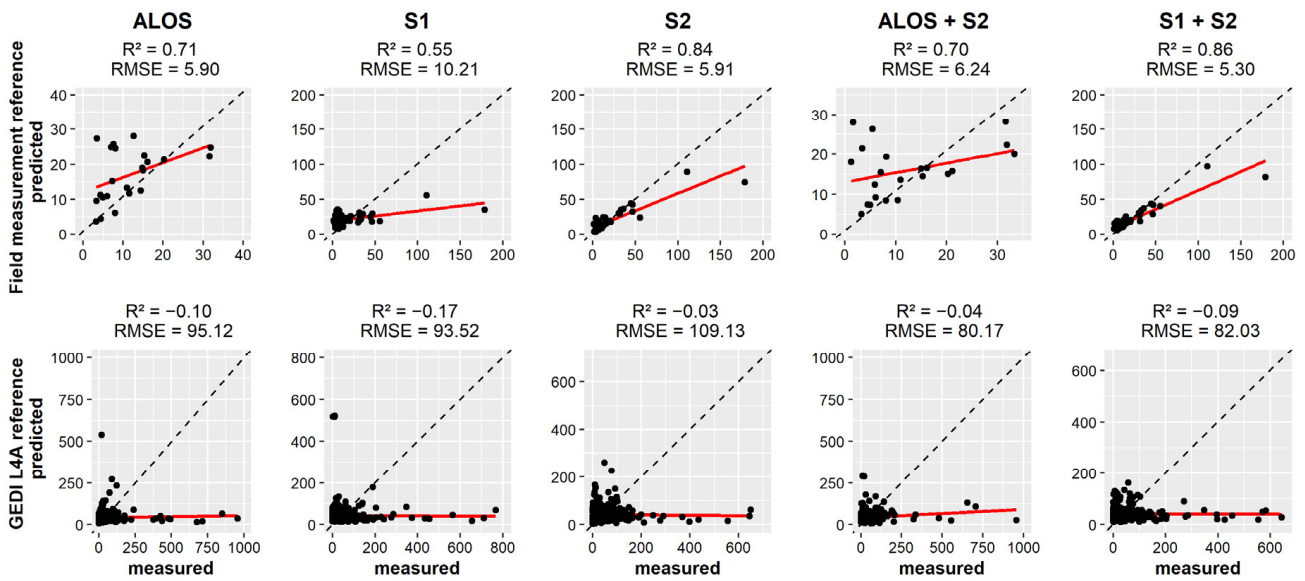 ALOS S1 S2 ALOS + S2 S1 + S2
R² = 0.71 R² = 0.55 R² = 0.84 R² = 0.70 R² = 0.86
RMSE = 5.90 RMSE = 10.21 RMSE = 5.91 RMSE = 6.24 RMSE = 5.30
Field measurement reference
predicted
40 30 20 10 0
0 10 20 30 40
200 150 100 50 0
0 50 100 150 200
200 150 100 50 0
0 50 100 150 200
30 20 10 0
0 10 20 30
200 150 100 50 0
0 50 100 150 200
R² = −0.10 R² = −0.17 R² = −0.03 R² = −0.04 R² = −0.09
RMSE = 95.12 RMSE = 93.52 RMSE = 109.13 RMSE = 80.17 RMSE = 82.03
GEDI L4A reference
predicted
1000 750 500 250 0
0 250 500 750 1000
800 600 400 200 0
0 200 400 600 800
600 400 200 0
0 200 400 600
1000 750 500 250 0
0 250 500 750 1000
600 400 200 0
0 200 400 600
measured measured measured measured measured